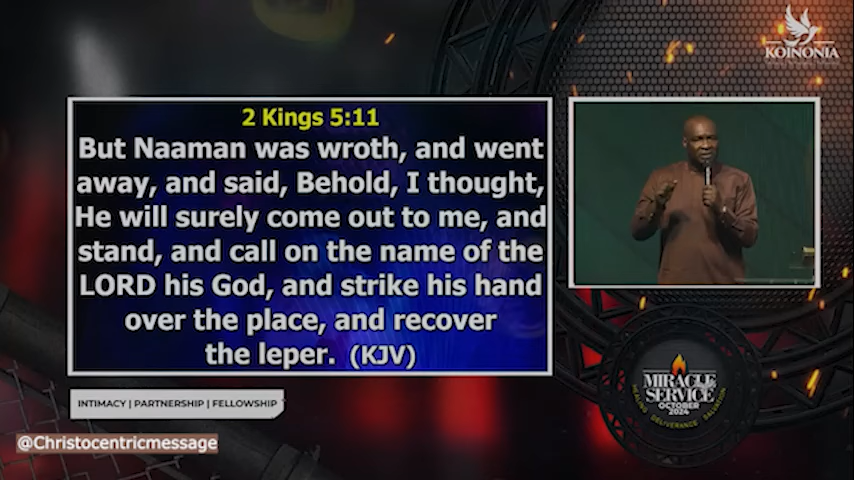 KOINONIA
2 Kings 5:11
But Naaman was wroth, and went
away, and said, Behold, I thought,
He will surely come out to me, and
stand, and call on the name of the
LORD his God, and strike his hand
over the place, and recover
the leper. (KJV)
INTIMACY | PARTNERSHIP | FELLOWSHIP
MIRACLE
SERVICE
OCTOBER
2024
HEALING DELIVERANCE SALVATION
@Christocentricmessage